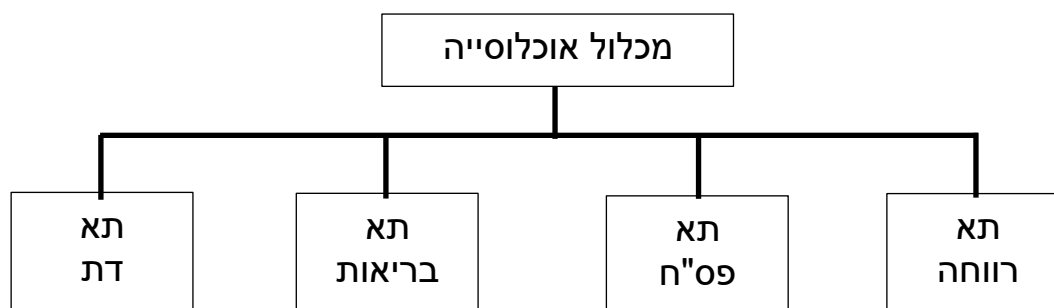 מכלול אוכלוסייה
תא
רווחה
תא
פס"ח
תא
בריאות
תא
דת